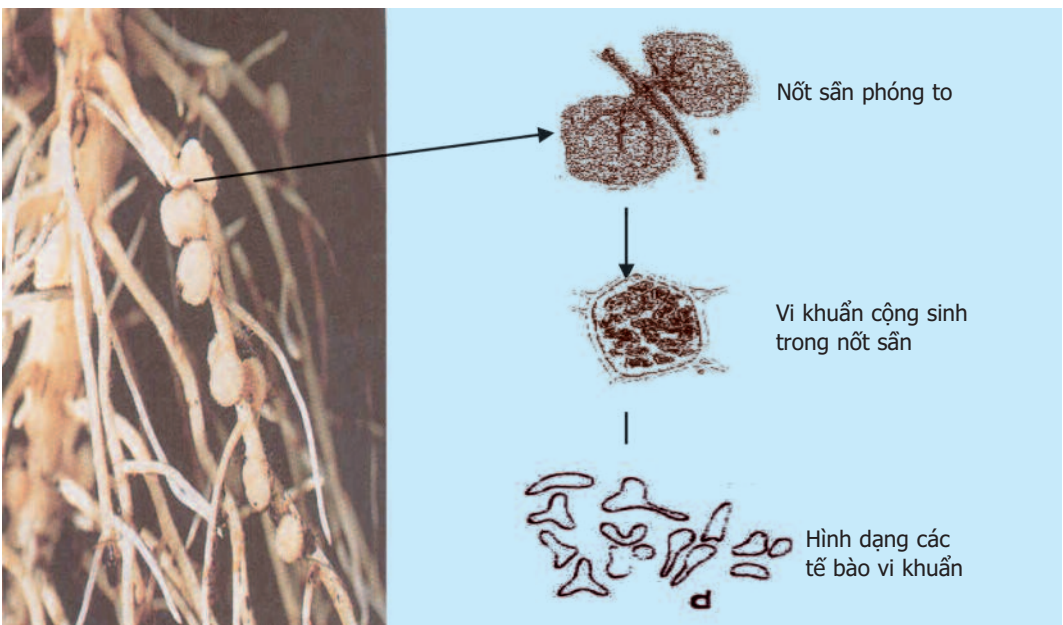 Nốt sần phóng to
Vi khuẩn cộng sinh
trong nốt sần
Hình dạng các
tế bào vi khuẩn
d